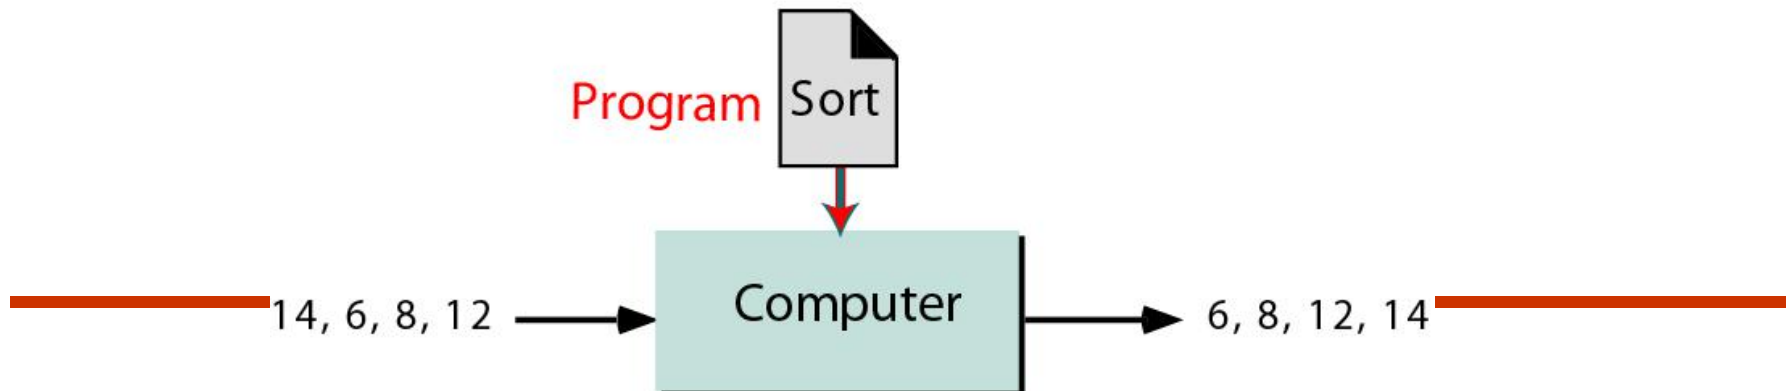 Program
Sort
Computer
14, 6, 8, 12
6, 8, 12, 14